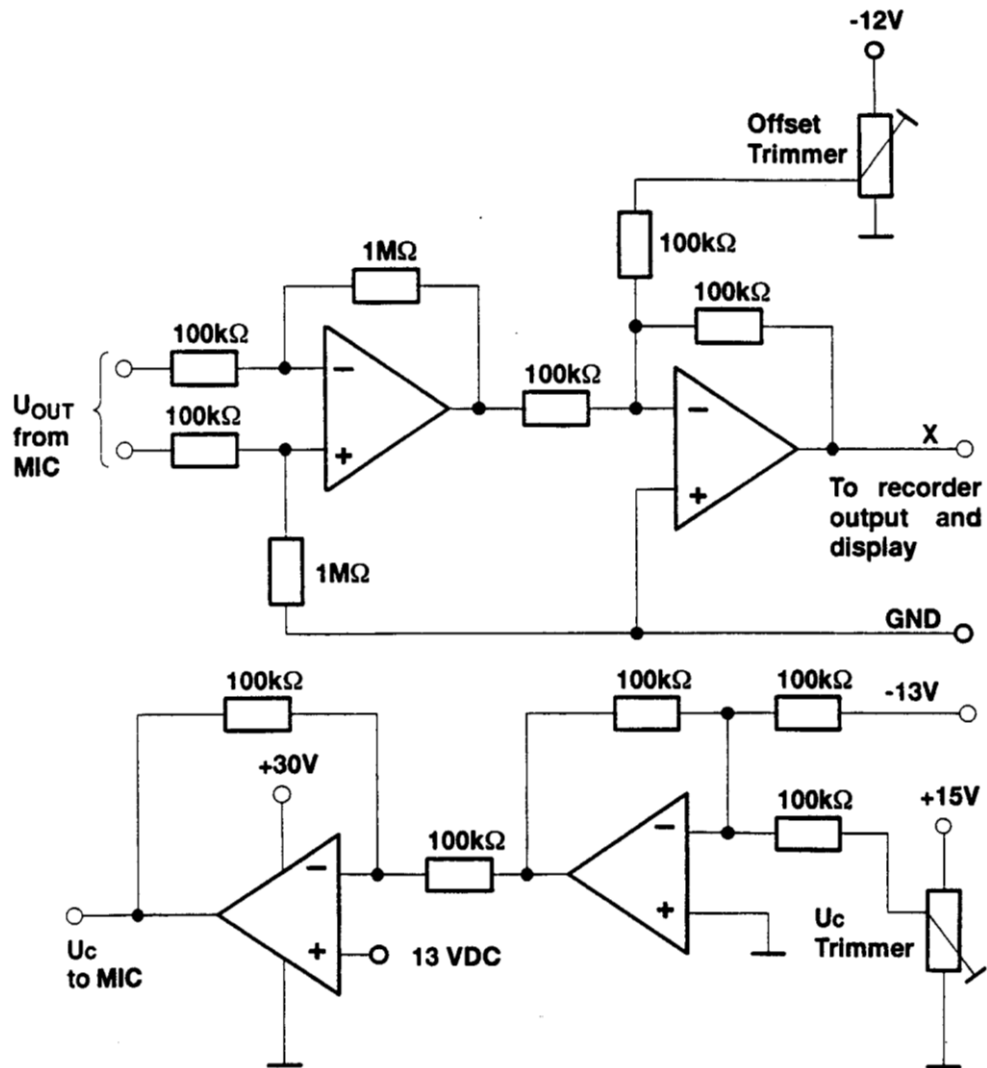 -12V
Offset
Trimmer
100kΩ
1MΩ
100kΩ
100kΩ
−
100kΩ
−
UOUT
from
MIC
100kΩ
+
X
+
To recorder
output and
display
1MΩ
GND
100kΩ
100kΩ
100kΩ
-13V
+30V
100kΩ
+15V
100kΩ
−
−
+
Uc
Trimmer
+
13 VDC
Uc
to MIC